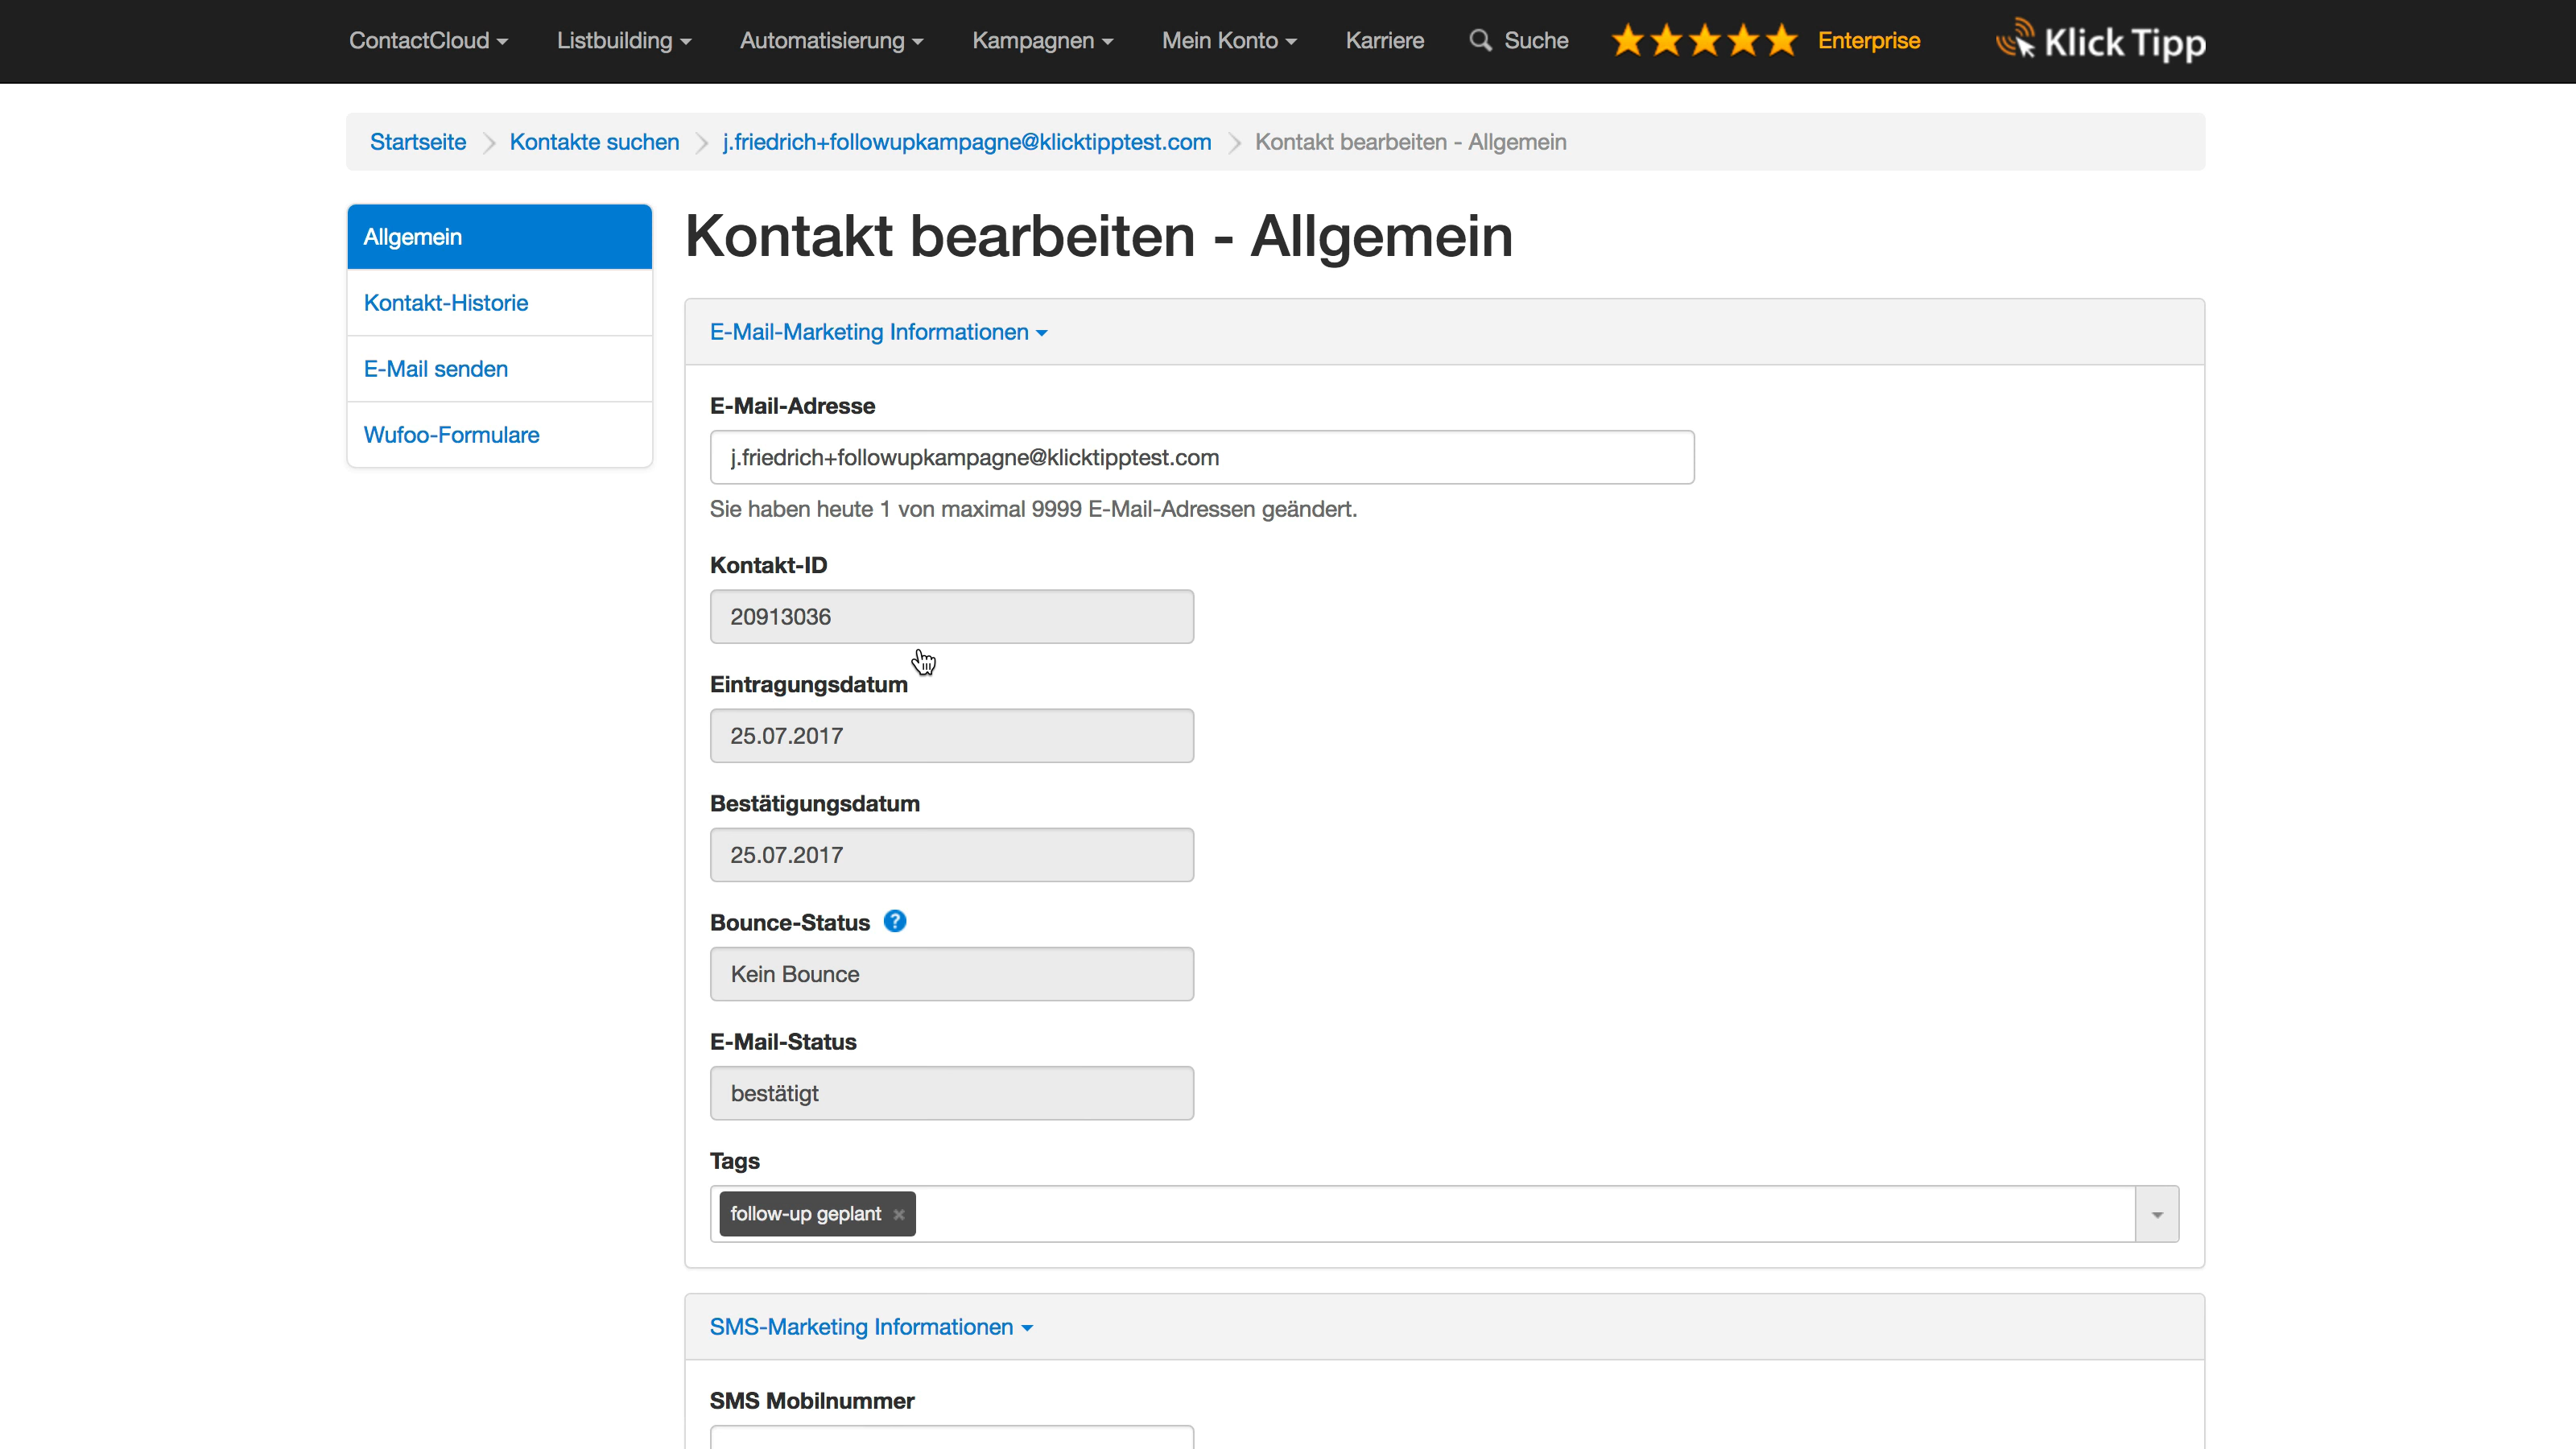 ContactCloud Listbuilding Automatisierung Kampagnen Mein Konto Karriere Suche Enterprise Klick Tipp
Startseite Kontakte suchen j.friedrich+followupkampagne@klicktipptest.com Kontakt bearbeiten - Allgemein
Allgemein
Kontakt-Historie
E-Mail senden
Wufoo-Formulare
Kontakt bearbeiten - Allgemein
E-Mail-Marketing Informationen
E-Mail-Adresse
j.friedrich+followupkampagne@klicktipptest.com
Sie haben heute 1 von maximal 9999 E-Mail-Adressen geändert.
Kontakt-ID
20913036
Eintragungsdatum
25.07.2017
Bestätigungsdatum
25.07.2017
Bounce-Status ?
Kein Bounce
E-Mail-Status
bestätigt
Tags
follow-up geplant ×
SMS-Marketing Informationen
SMS Mobilnummer